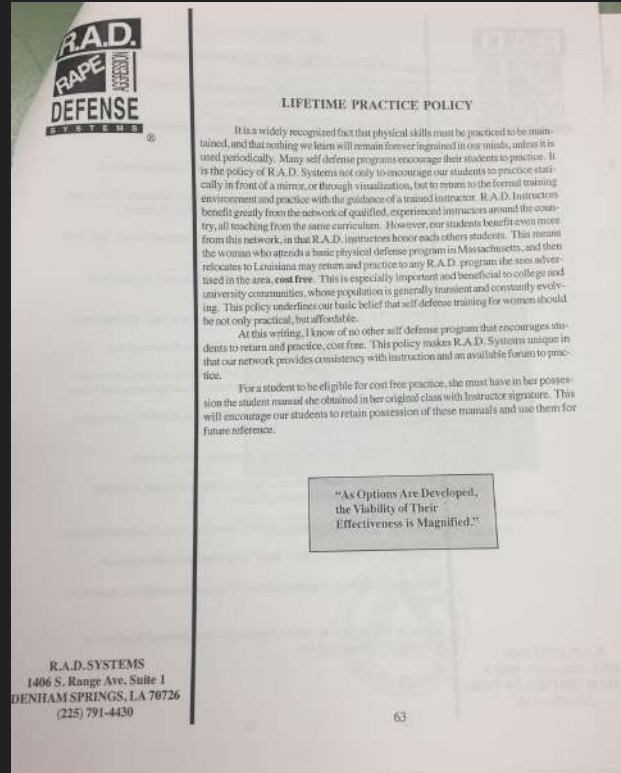 R.A.D.
RAPE
AGGRESSION
DEFENSE
SYSTEMS
®
LIFETIME PRACTICE POLICY
It is a widely recognized fact that physical skills must be practiced to be main-
tained, and that nothing we learn will remain forever ingrained in our minds, unless it is
used periodically. Many self defense programs encourage their students to practice. It
is the policy of R.A.D. Systems not only to encourage our students to practice stati-
cally in front of a mirror, or through visualization, but to return to the formal training
environment and practice with the guidance of a trained instructor. R.A.D. Instructors
benefit greatly from the network of qualified, experienced instructors around the coun-
try, all teaching from the same curriculum. However, our students benefit even more
from this network, in that R.A.D. instructors honor each others students. This means
the woman who attends a basic physical defense program in Massachusetts, and then
relocates to Louisiana may return and practice to any R.A.D. program she sees adver-
tised in the area, cost free. This is especially important and beneficial to college and
university communities, whose population is generally transient and constantly evolv-
ing. This policy underlines our basic belief that self defense training for women should
be not only practical, but affordable.
At this writing, I know of no other self defense program that encourages stu-
dents to return and practice, cost free. This policy makes R.A.D. Systems unique in
that our network provides consistency with instruction and an available forum to prac-
tice.
For a student to be eligible for cost free practice, she must have in her posses-
sion the student manual she obtained in her original class with Instructor signature. This
will encourage our students to retain possession of these manuals and use them for
future reference.
"As Options Are Developed,
the Viability of Their
Effectiveness is Magnified."
R.A.D. SYSTEMS
1406 S. Range Ave. Suite 1
DENHAM SPRINGS, LA 70726
(225) 791-4430
63